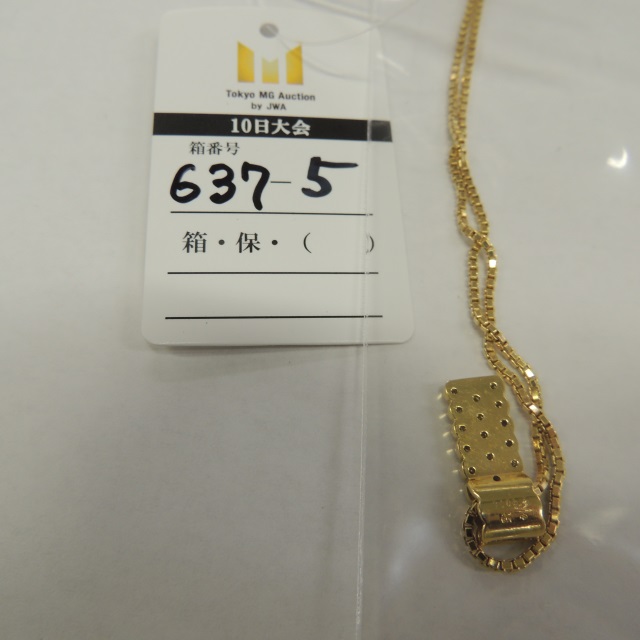 Tokyo MG Auction
by JWA
10日大会
箱番号
637-5
箱・保・（　　）